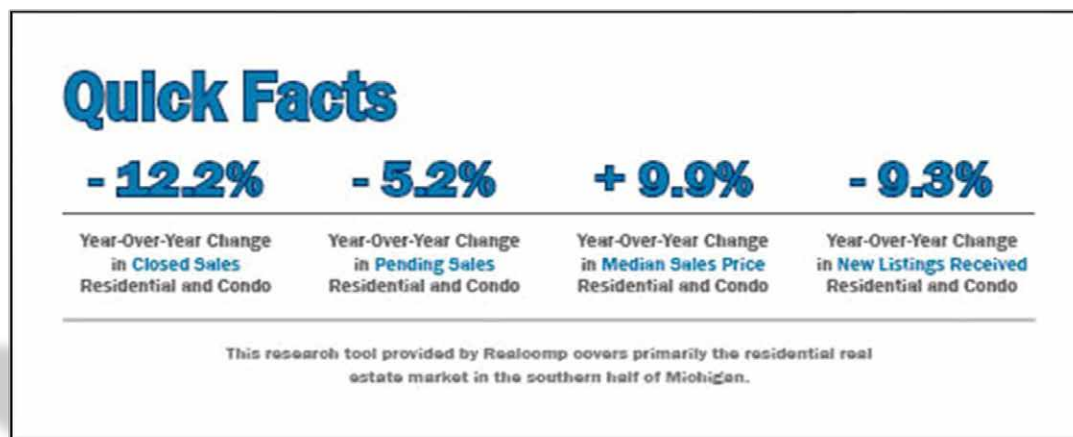 Quick Facts
- 12.2% - 5.2% + 9.9% - 9.3%
Year-Over-Year Change Year-Over-Year Change Year-Over-Year Change Year-Over-Year Change
in Closed Sales in Pending Sales in Median Sales Price in New Listings Received
Residential and Condo Residential and Condo Residential and Condo Residential and Condo
This research tool provided by Realcomp covers primarily the residential real
estate market in the southern half of Michigan.